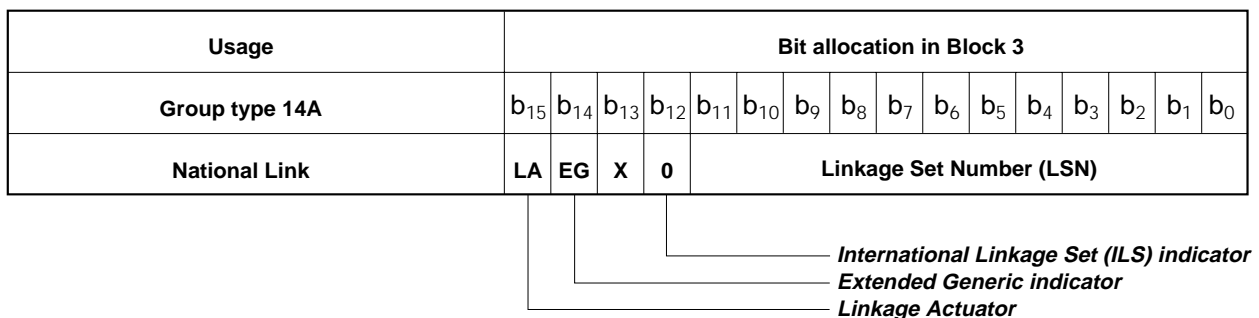 Usage Bit allocation in Block 3
Group type 14A b15 b14 b13 b12 b11 b10 b9 b8 b7 b6 b5 b4 b3 b2 b1 b0
National Link LA EG X 0 Linkage Set Number (LSN)
International Linkage Set (ILS) indicator
Extended Generic indicator
Linkage Actuator